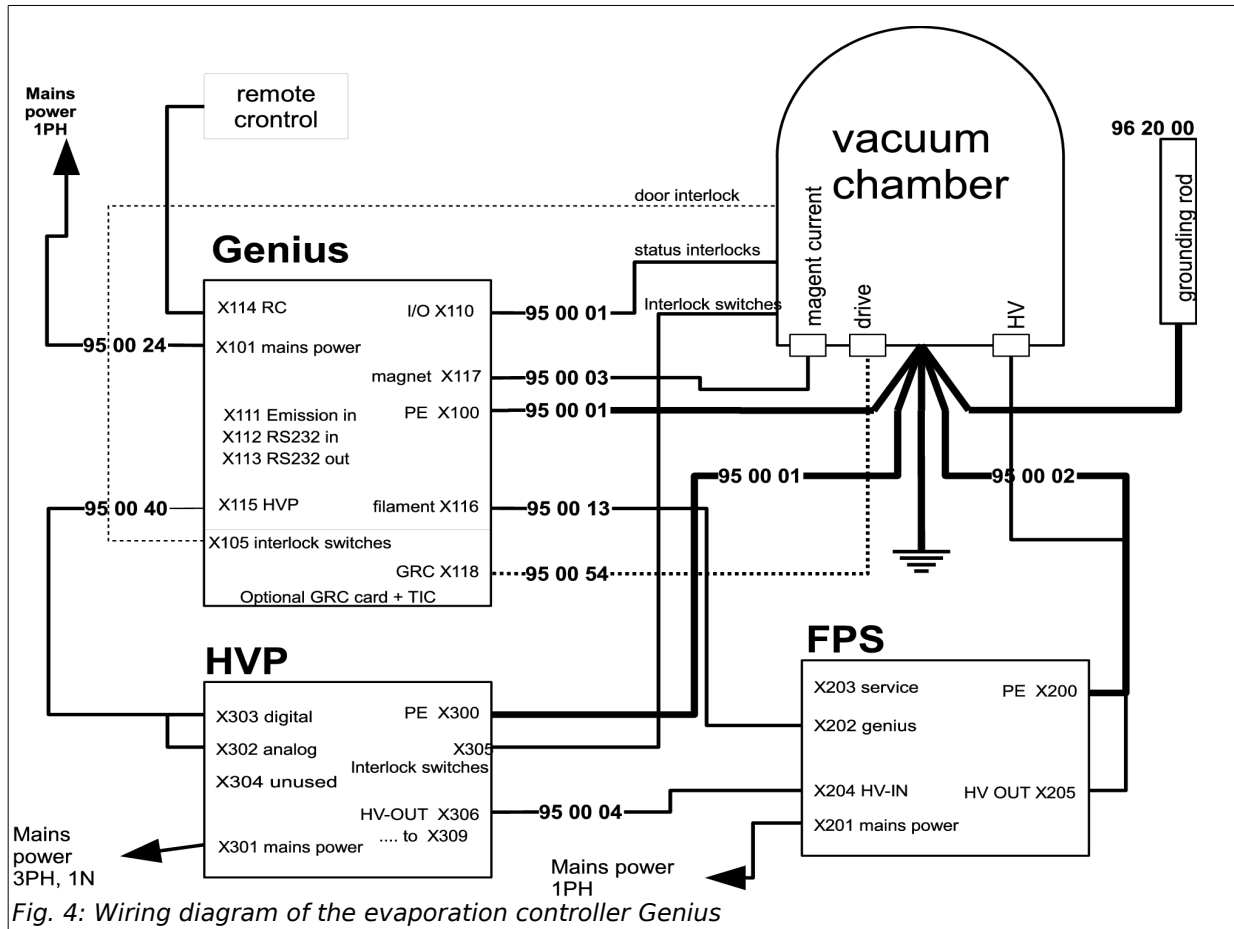 Mains
power
1PH
remote
crontrol
vacuum
chamber
96 20 00
grounding rod
door interlock
status interlocks
Interlock switches
magent current
drive
HV
Genius
X114 RC
I/O X110
95 00 01
95 00 24
X101 mains power
magnet X117
95 00 03
PE X100
95 00 01
X111 Emission in
X112 RS232 in
X113 RS232 out
95 00 01
95 00 02
95 00 40
X115 HVP
filament X116
95 00 13
X105 interlock switches
GRC X118
95 00 54
Optional GRC card + TIC
HVP
X303 digital
PE X300
X302 analog
X305
Interlock switches
X304 unused
HV-OUT X306
.... to X309
95 00 04
X301 mains power
Mains
power
3PH, 1N
FPS
X203 service
PE X200
X202 genius
X204 HV-IN
HV OUT X205
X201 mains power
Mains power
1PH
Fig. 4: Wiring diagram of the evaporation controller Genius